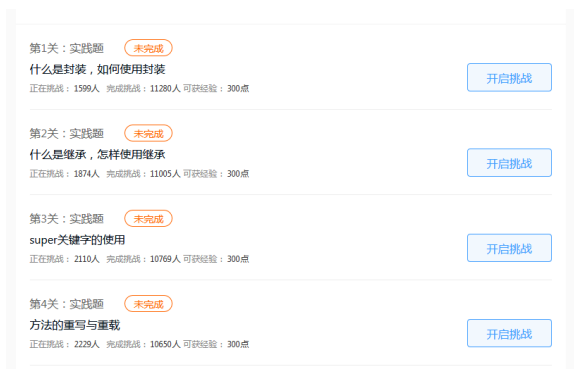 第1关：实践题 未完成
什么是封装，如何使用封装
正在挑战：1599人 完成挑战：11280人 可获经验：300点
开启挑战
第2关：实践题 未完成
什么是继承，怎样使用继承
正在挑战：1874人 完成挑战：11005人 可获经验：300点
开启挑战
第3关：实践题 未完成
super关键字的使用
正在挑战：2110人 完成挑战：10769人 可获经验：300点
开启挑战
第4关：实践题 未完成
方法的重写与重载
正在挑战：2229人 完成挑战：10650人 可获经验：300点
开启挑战